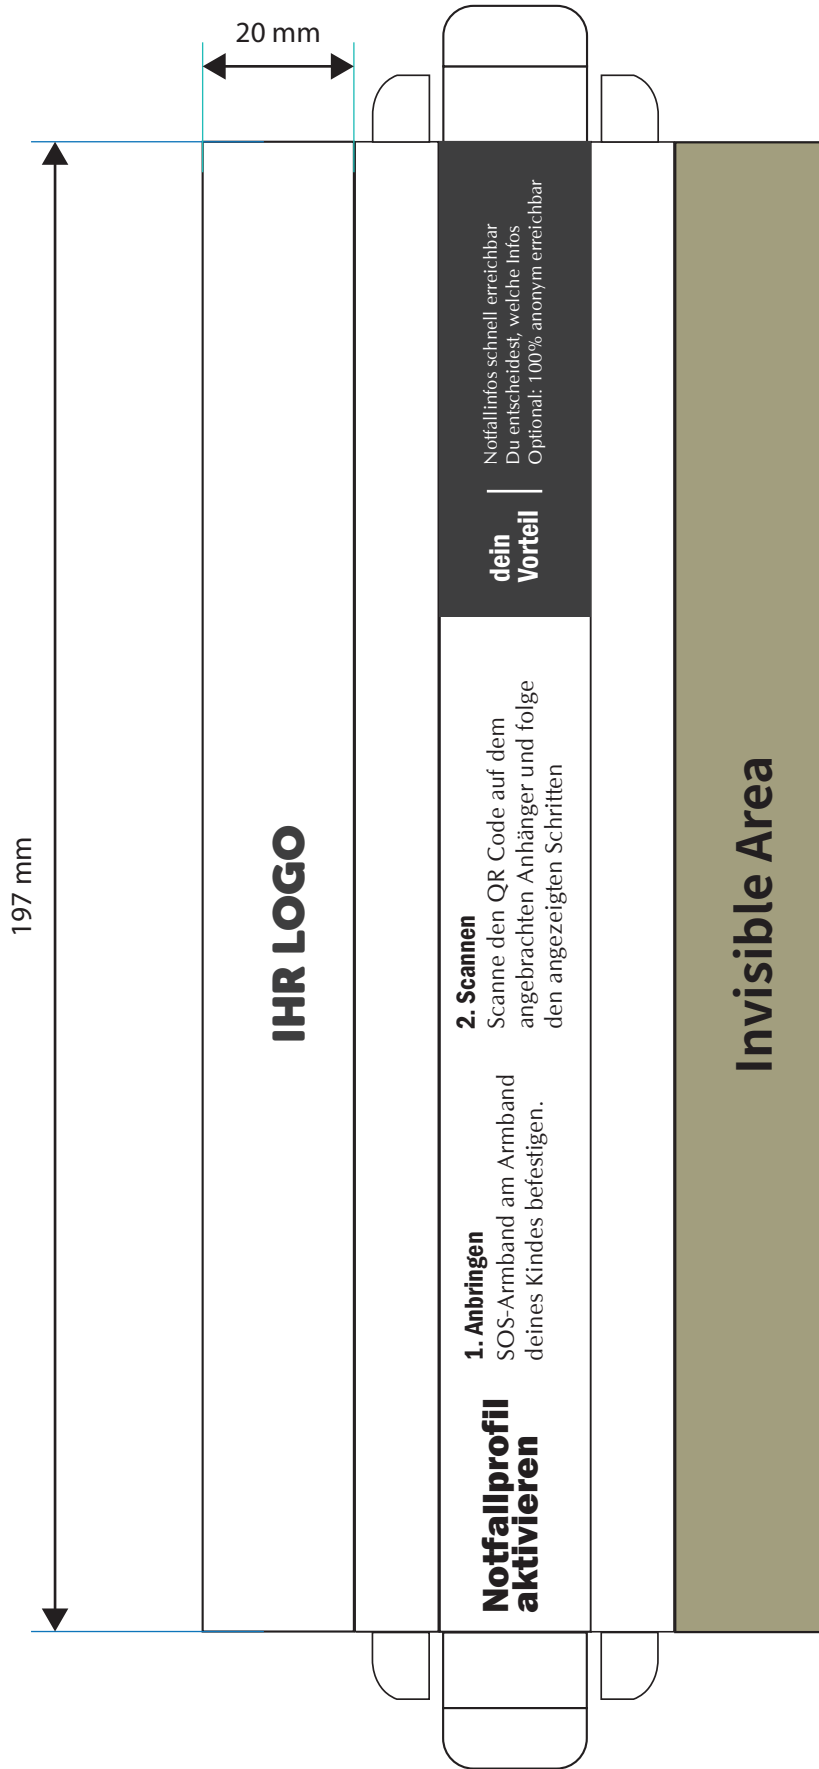 20 mm
197 mm
IHR LOGO
Notfallprofil
aktivieren
1. Anbringen
SOS-Armband am Armband
deines Kindes befestigen.
2. Scannen
Scanne den QR Code auf dem
angebrachten Anhänger und folge
den angezeigten Schritten
dein
Vorteil
Notfallinfos schnell erreichbar
Du entscheidest, welche Infos
Optional: 100% anonym erreichbar
Invisible Area